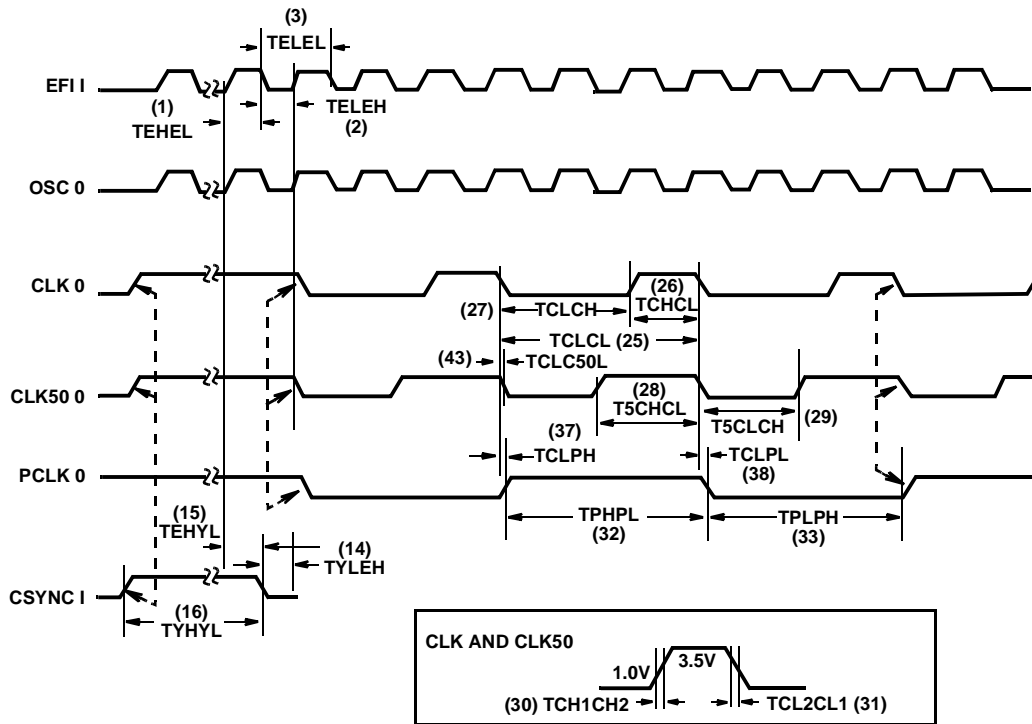 (3)
TELEL
EFI I
(1)
TEHEL
TELEH
(2)
OSC 0
CLK 0
(27)
TCLCH
(26)
TCHCL
TCLCL (25)
(43)
TCLC50L
CLK50 0
(28)
T5CHCL
T5CLCH
(29)
(37)
TCLPH
TCLPL
(38)
PCLK 0
TPHPL
(32)
TPLPH
(33)
(15)
TEHYL
(14)
TYLEH
CSYNC I
(16)
TYHYL
CLK AND CLK50
1.0V
3.5V
(30) TCH1CH2
TCL2CL1 (31)